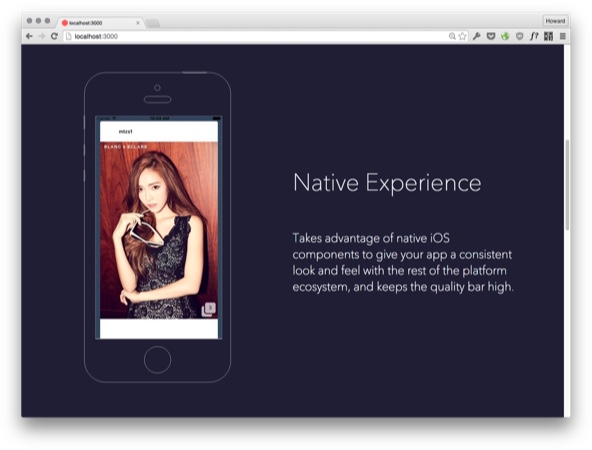 localhost:3000
Howard
localhost:3000
f?
BLANC & ECLARE
Native Experience
Takes advantage of native iOS
components to give your app a consistent
look and feel with the rest of the platform
ecosystem, and keeps the quality bar high.